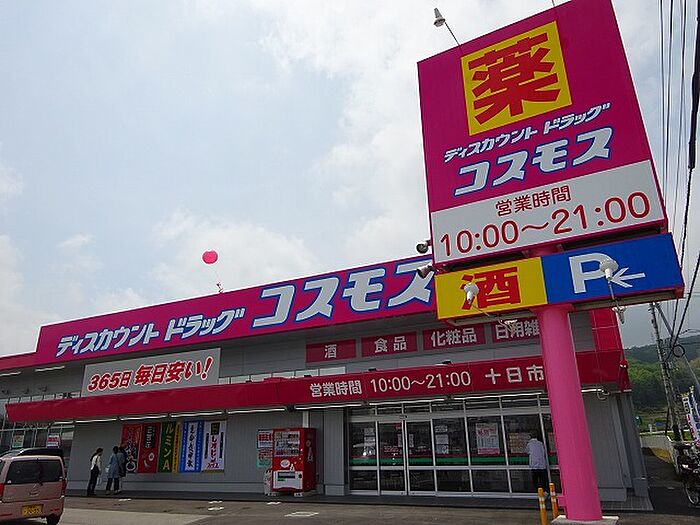 薬
ディスカウント ドラッグ
コスモス
営業時間
10:00～21:00
酒 P
ディスカウント ドラッグ コスモス
酒 食品 化粧品 日用雑
365日 毎日安い!
営業時間 10:00～21:00 十日市